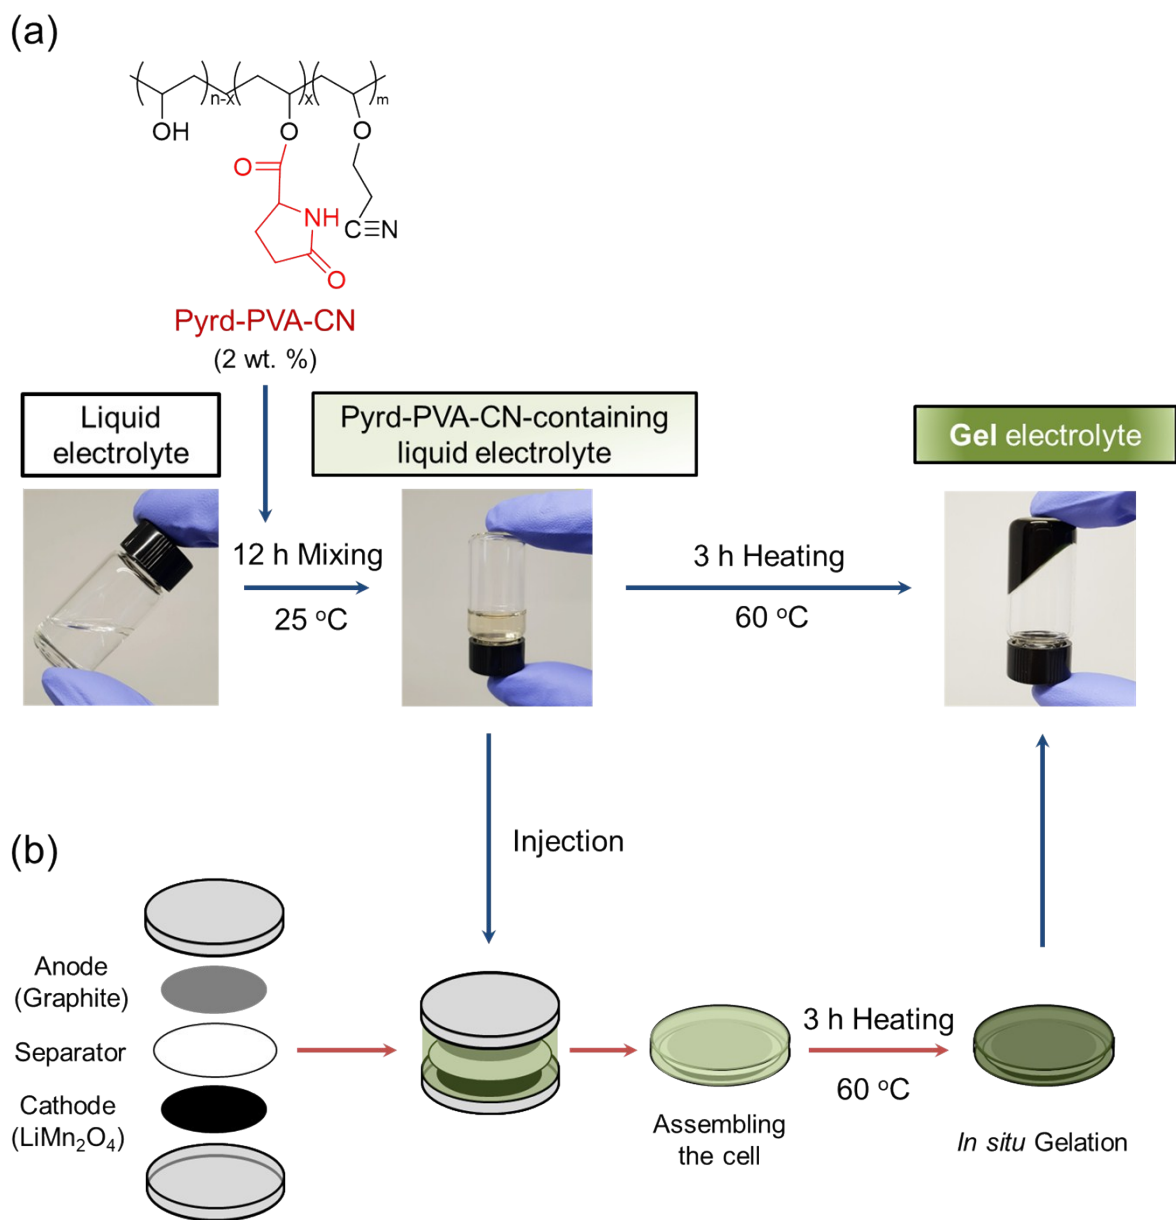 (a)
n-x
x
m
OH
O
O
O
NH
C≡N
O
Pyrd-PVA-CN
(2 wt. %)
Liquid
electrolyte
Pyrd-PVA-CN-containing
liquid electrolyte
Gel electrolyte
12 h Mixing
25 °C
3 h Heating
60 °C
Injection
(b)
Anode
(Graphite)
Separator
Cathode
(LiMn₂O₄)
3 h Heating
60 °C
Assembling
the cell
In situ Gelation